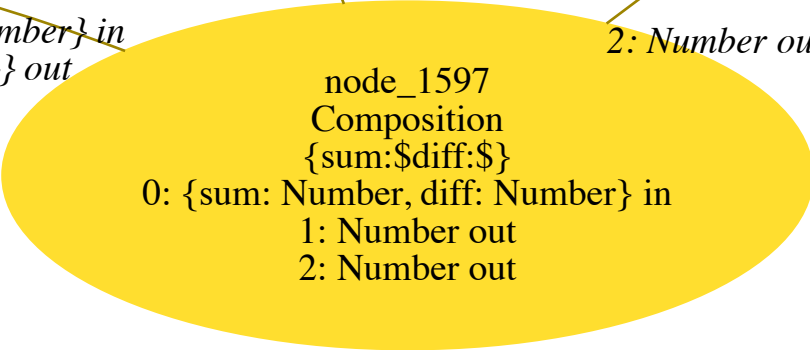 mber} in
} out
2: Number ou
node_1597
Composition
{sum:$diff:$}
0: {sum: Number, diff: Number} in
1: Number out
2: Number out